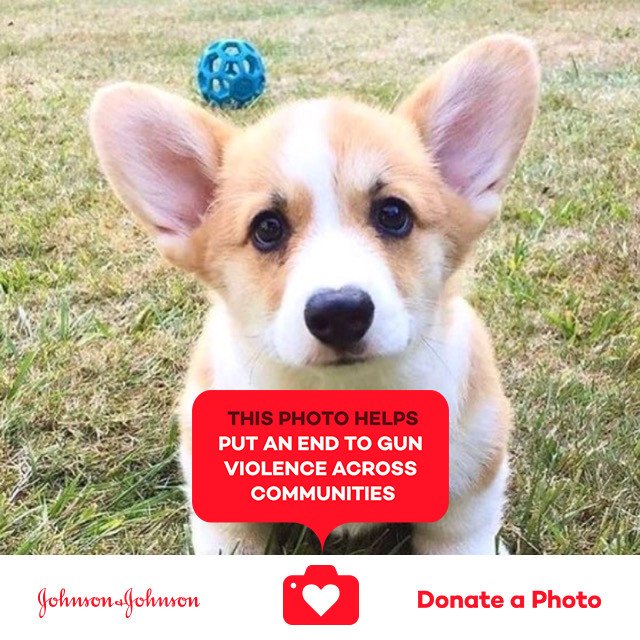 THIS PHOTO HELPS
PUT AN END TO GUN
VIOLENCE ACROSS
COMMUNITIES
Johnson & Johnson
Donate a Photo